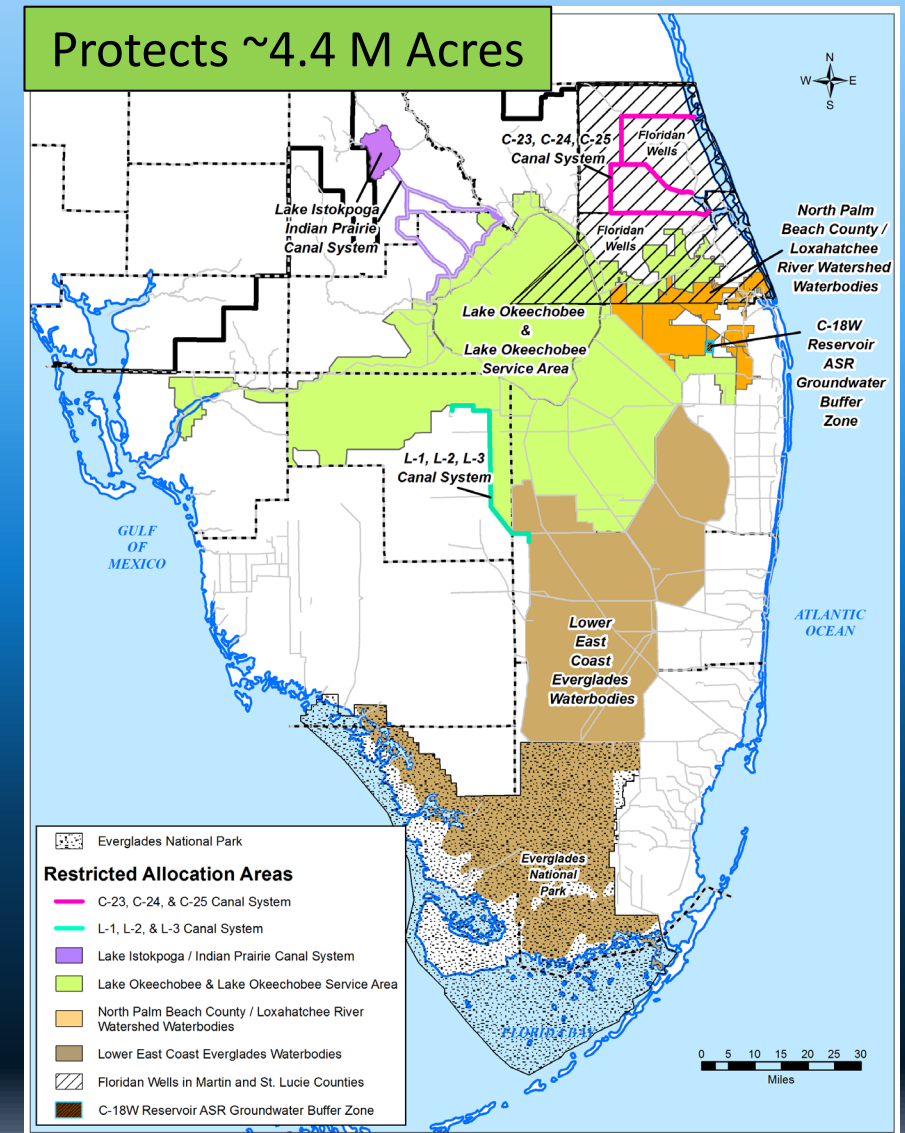 Protects ~4.4 M Acres
N
W E
S
C-23, C-24, C-25
Canal System
Floridan
Wells
Lake Istokpoga
Indian Prairie
Canal System
Floridan
Wells
North Palm
Beach County /
Loxahatchee
River Watershed
Waterbodies
Lake Okeechobee
&
Lake Okeechobee
Service Area
C-18W
Reservoir
ASR
Groundwater
Buffer
Zone
L-1, L-2, L-3
Canal System
GULF
OF
MEXICO
ATLANTIC
OCEAN
Lower
East
Coast
Everglades
Waterbodies
Everglades
National
Park
FLORIDA BAY
Everglades National Park
Restricted Allocation Areas
C-23, C-24, & C-25 Canal System
L-1, L-2, & L-3 Canal System
Lake Istokpoga / Indian Prairie Canal System
Lake Okeechobee & Lake Okeechobee Service Area
North Palm Beach County / Loxahatchee River
Watershed Waterbodies
Lower East Coast Everglades Waterbodies
Floridan Wells in Martin and St. Lucie Counties
C-18W Reservoir ASR Groundwater Buffer Zone
0 5 10 15 20 25 30
Miles